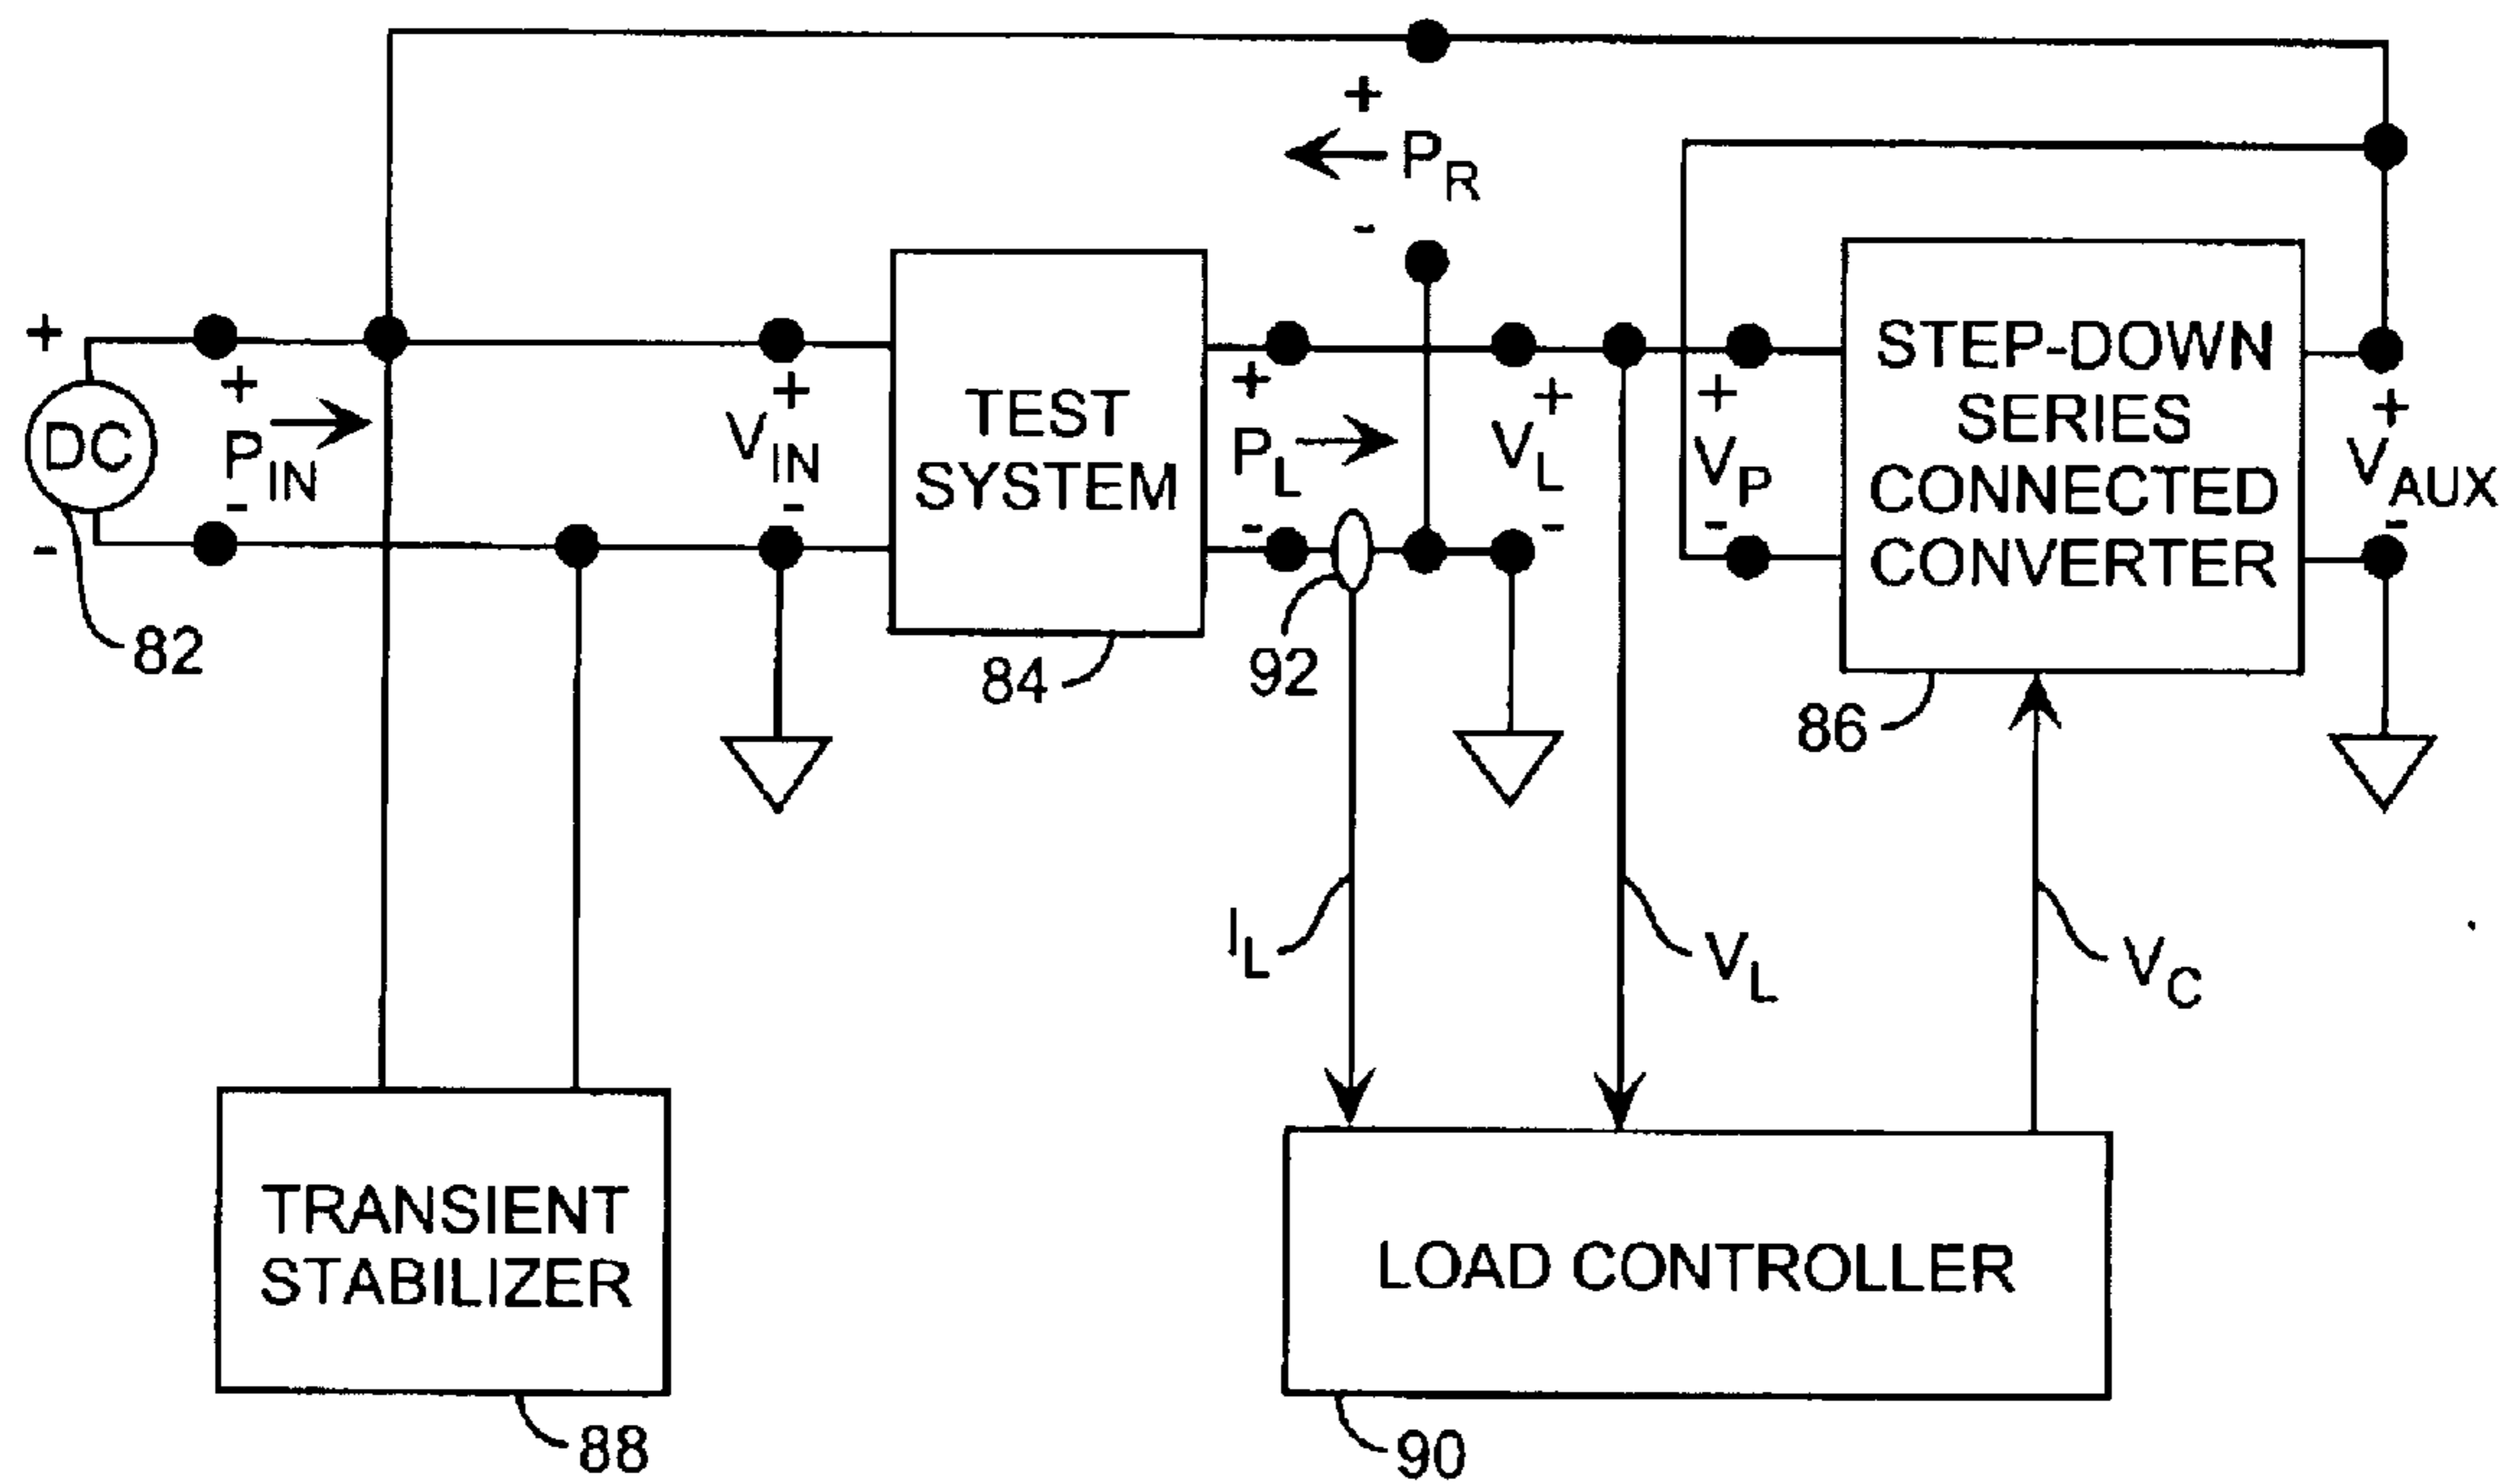 +
P_R
-
+
DC
-
82
+
P_IN
-
+
V_IN
-
TEST
SYSTEM
84
+
P_L
-
92
+
V_L
-
+
V_P
-
STEP-DOWN
SERIES
CONNECTED
CONVERTER
86
+
V_AUX
-
I_L
V_L
V_C
TRANSIENT
STABILIZER
88
LOAD CONTROLLER
90